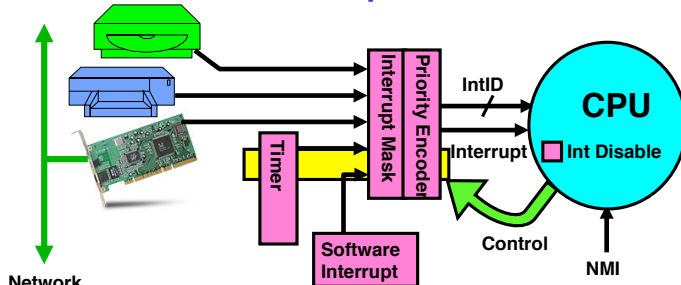 Interrupt Mask
Priority Encoder
IntID
CPU
Interrupt
Int Disable
Timer
Software
Interrupt
Control
NMI
Network